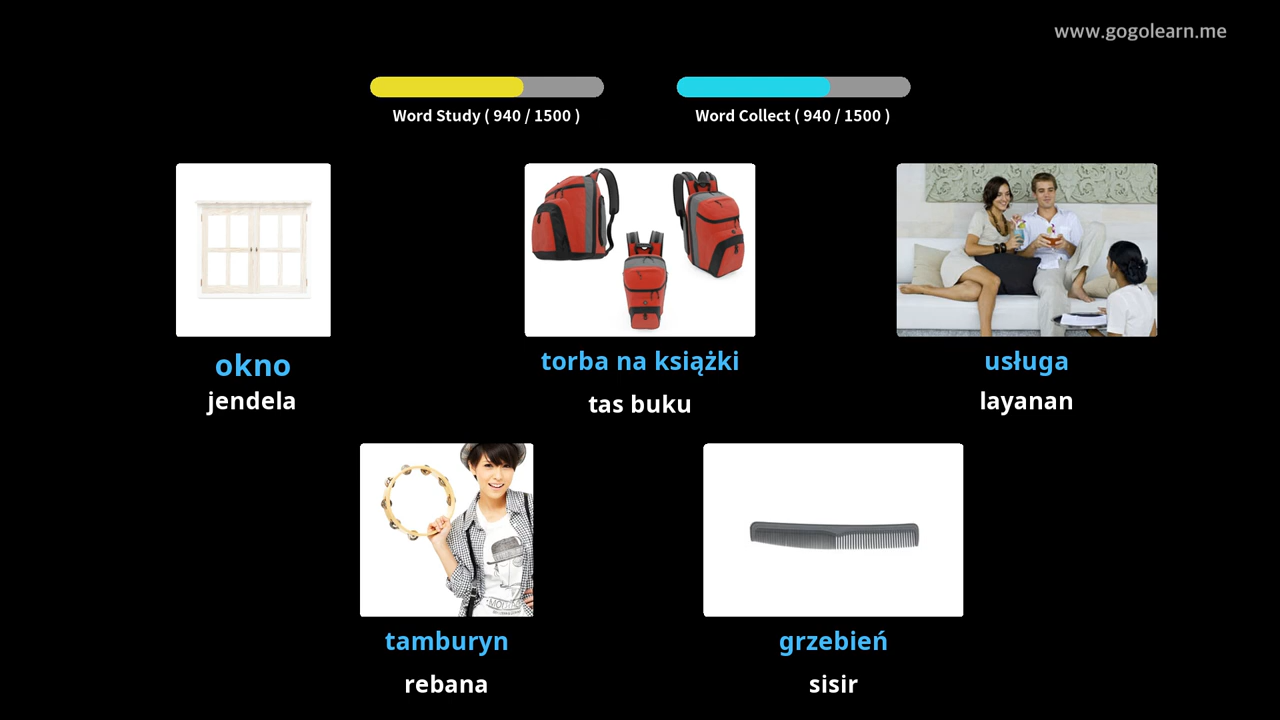 www.gogolearn.me
Word Study ( 940 / 1500 )
Word Collect ( 940 / 1500 )
okno
jendela
torba na książki
tas buku
usługa
layanan
tamburyn
rebana
grzebień
sisir